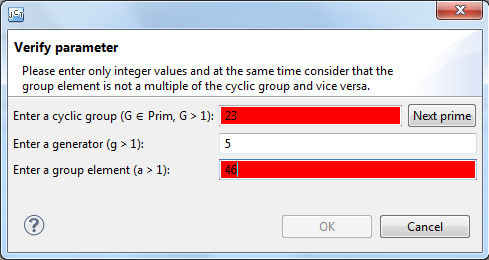 JCT
Verify parameter
Please enter only integer values and at the same time consider that the
group element is not a multiple of the cyclic group and vice versa.
Enter a cyclic group (G ∈ Prim, G > 1): 23 Next prime
Enter a generator (g > 1): 5
Enter a group element (a > 1): 46
? OK Cancel